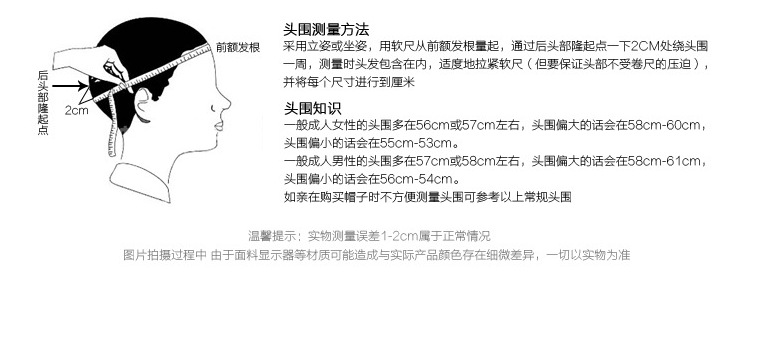 前额发根
后头部隆起点
2cm
头围测量方法
采用立姿或坐姿，用软尺从前额发根量起，通过后头部隆起点一下2CM处绕头围
一周，测量时头发包含在内，适度地拉紧软尺（但要保证头部不受卷尺的压迫），
并将每个尺寸进行到厘米
头围知识
一般成人女性的头围多在56cm或57cm左右，头围偏大的话会在58cm-60cm，
头围偏小的话会在55cm-53cm。
一般成人男性的头围多在57cm或58cm左右，头围偏大的话会在58cm-61cm，
头围偏小的话会在56cm-54cm。
如亲在购买帽子时不方便测量头围可参考以上常规头围
温馨提示；实物测量误差1-2cm属于正常情况
图片拍摄过程中 由于面料显示器等材质可能造成与实际产品颜色存在细微差异，一切以实物为准